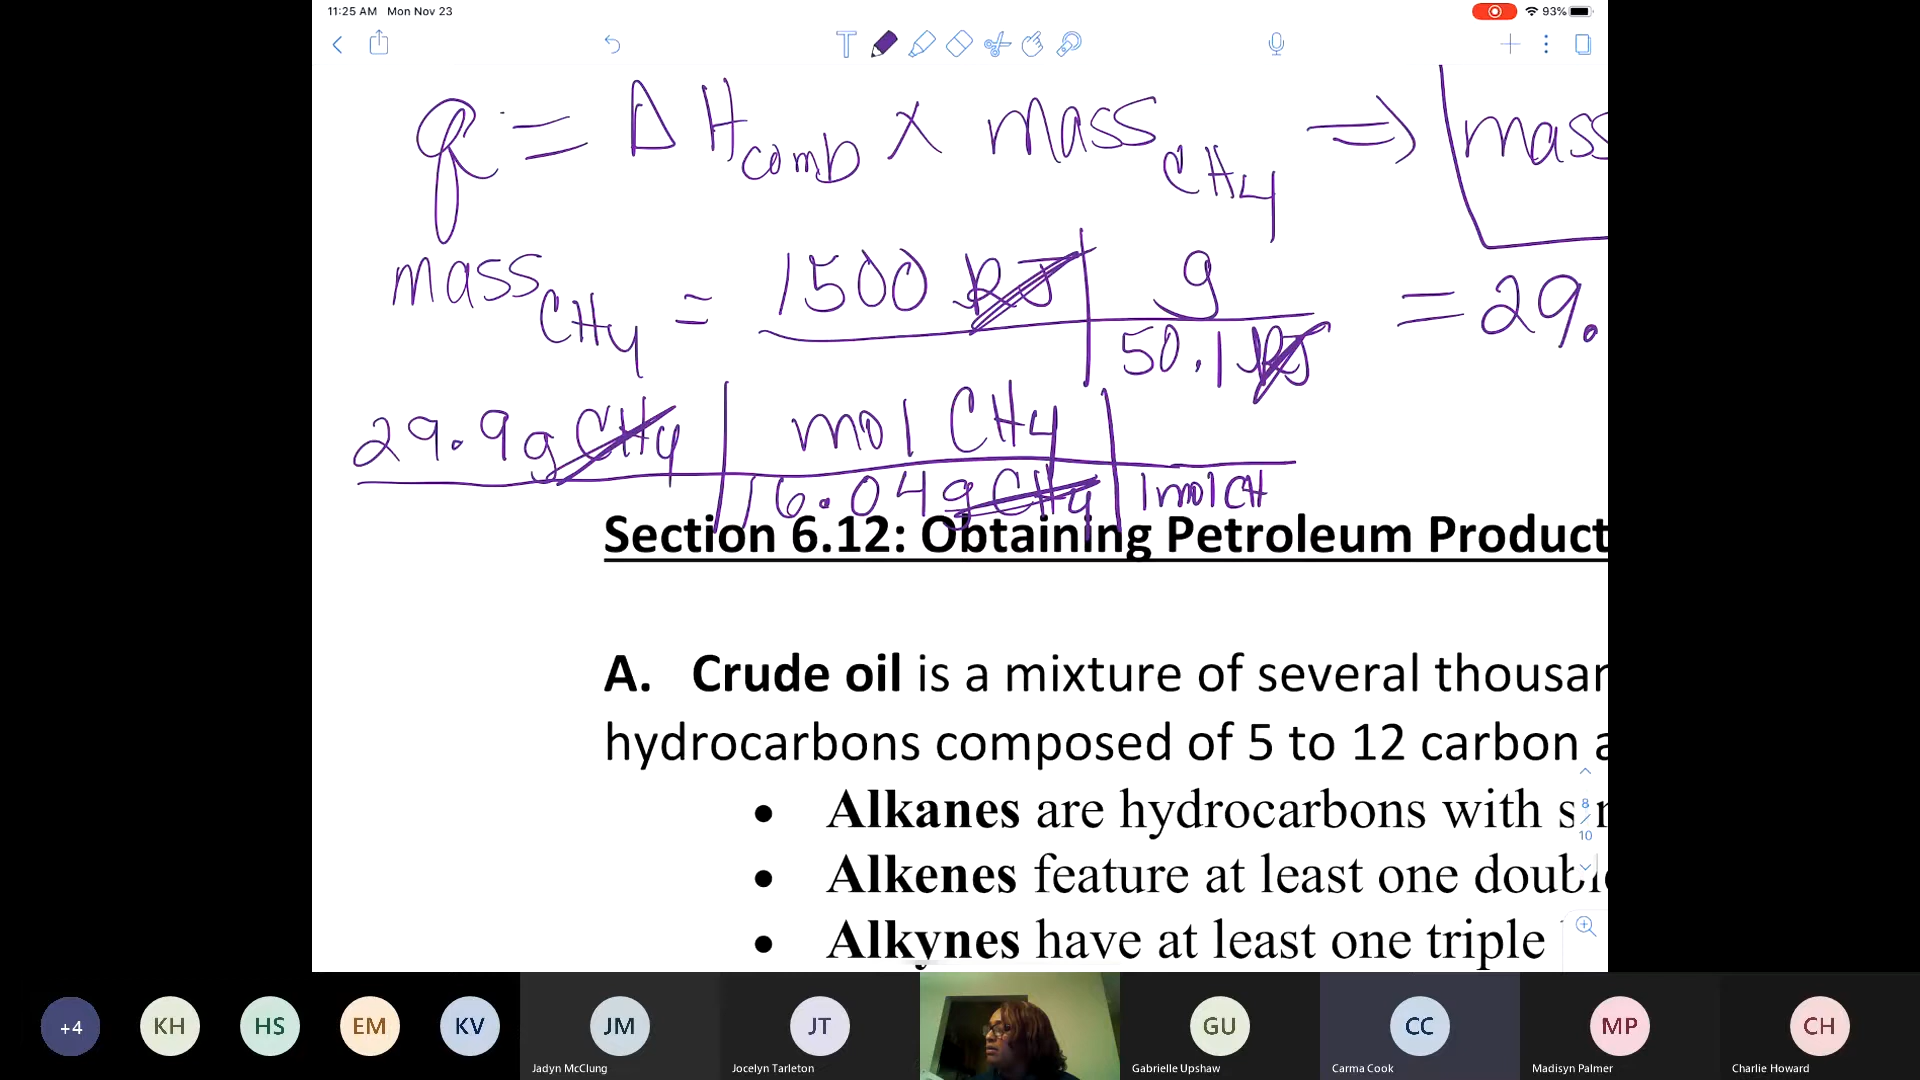 11:25 AM Mon Nov 23
93%
q = ΔHcomb x massCH4 ⇒ mass
massCH4 = 1500 kJ | g = 29.
50.1 kJ
29.9g CH4 | mol CH4 |
16.04g CH4 | 1mol CH
Section 6.12: Obtaining Petroleum Product
A. Crude oil is a mixture of several thousan
hydrocarbons composed of 5 to 12 carbon a
• Alkanes are hydrocarbons with s
• Alkenes feature at least one doubl
• Alkynes have at least one triple
8
/
10
+4 KH HS EM KV JM JT GU CC MP CH
Jadyn McClung Jocelyn Tarleton Gabrielle Upshaw Carma Cook Madisyn Palmer Charlie Howard